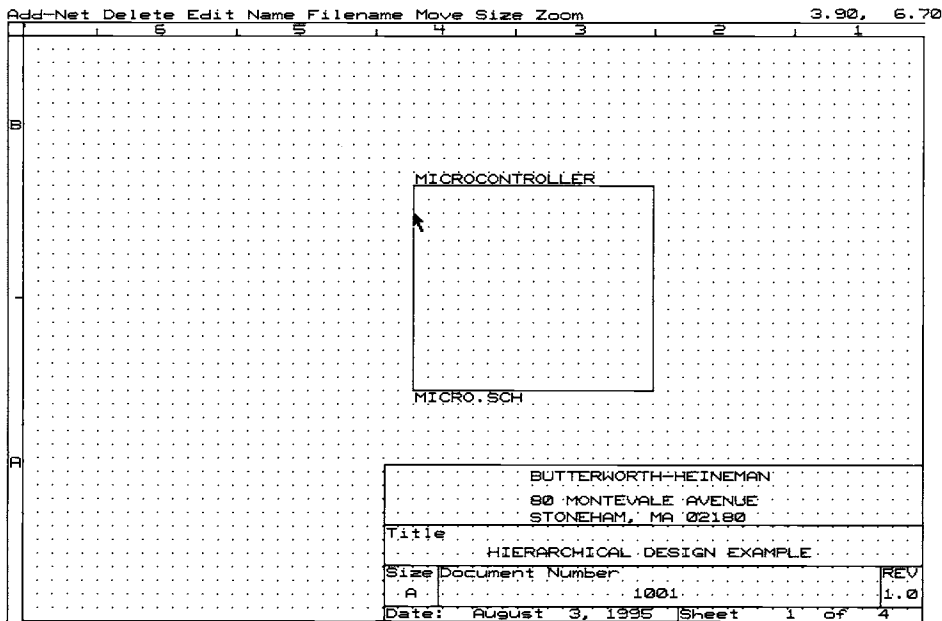 Add-Net Delete Edit Name Filename Move Size Zoom 3.90, 6.70
6 5 4 3 2 1
B
MICROCONTROLLER
MICRO.SCH
A
BUTTERWORTH-HEINEMAN
80 MONTEVALE AVENUE
STONEHAM, MA 02180
Title
HIERARCHICAL DESIGN EXAMPLE
Size Document Number REV
A 1001 1.0
Date: August 3, 1995 Sheet 1 of 4